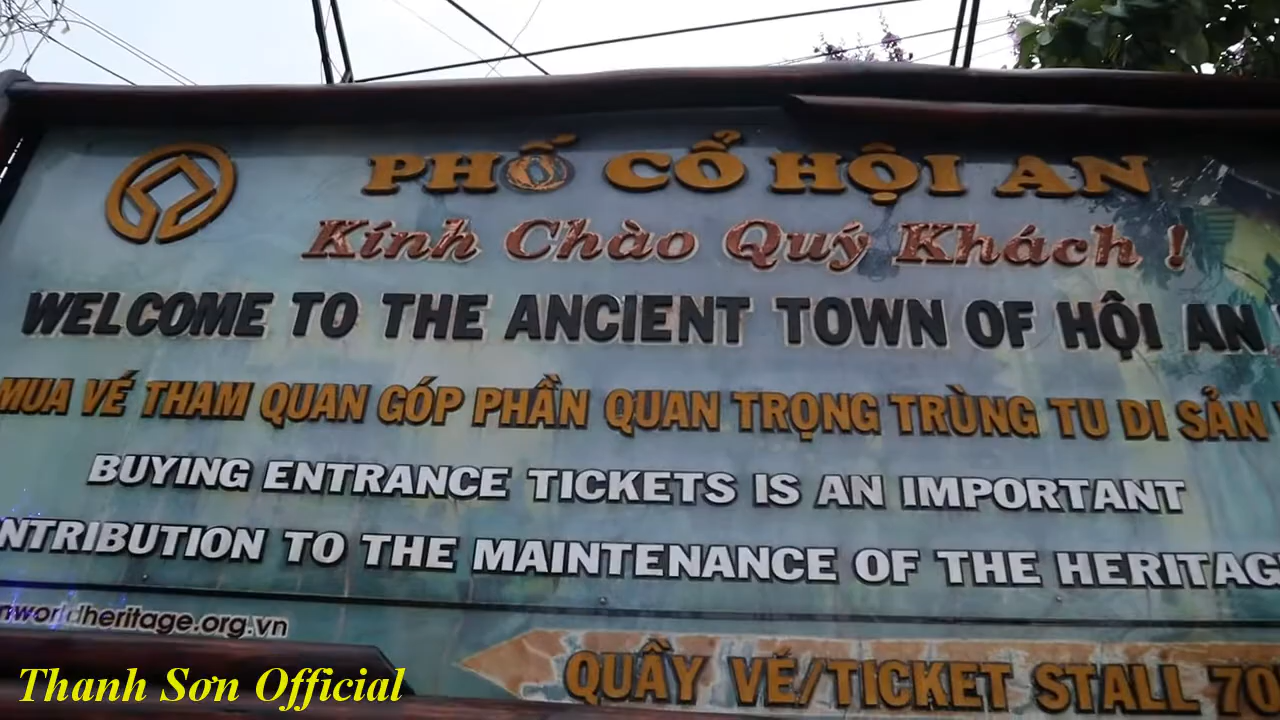 PHỐ CỔ HỘI AN
Kính Chào Quý Khách !
WELCOME TO THE ANCIENT TOWN OF HỘI AN
MUA VÉ THAM QUAN GÓP PHẦN QUAN TRỌNG TRÙNG TU DI SẢN
BUYING ENTRANCE TICKETS IS AN IMPORTANT
NTRIBUTION TO THE MAINTENANCE OF THE HERITAG
nworldheritage.org.vn
QUẦY VÉ/TICKET STALL 70
Thanh Sơn Official